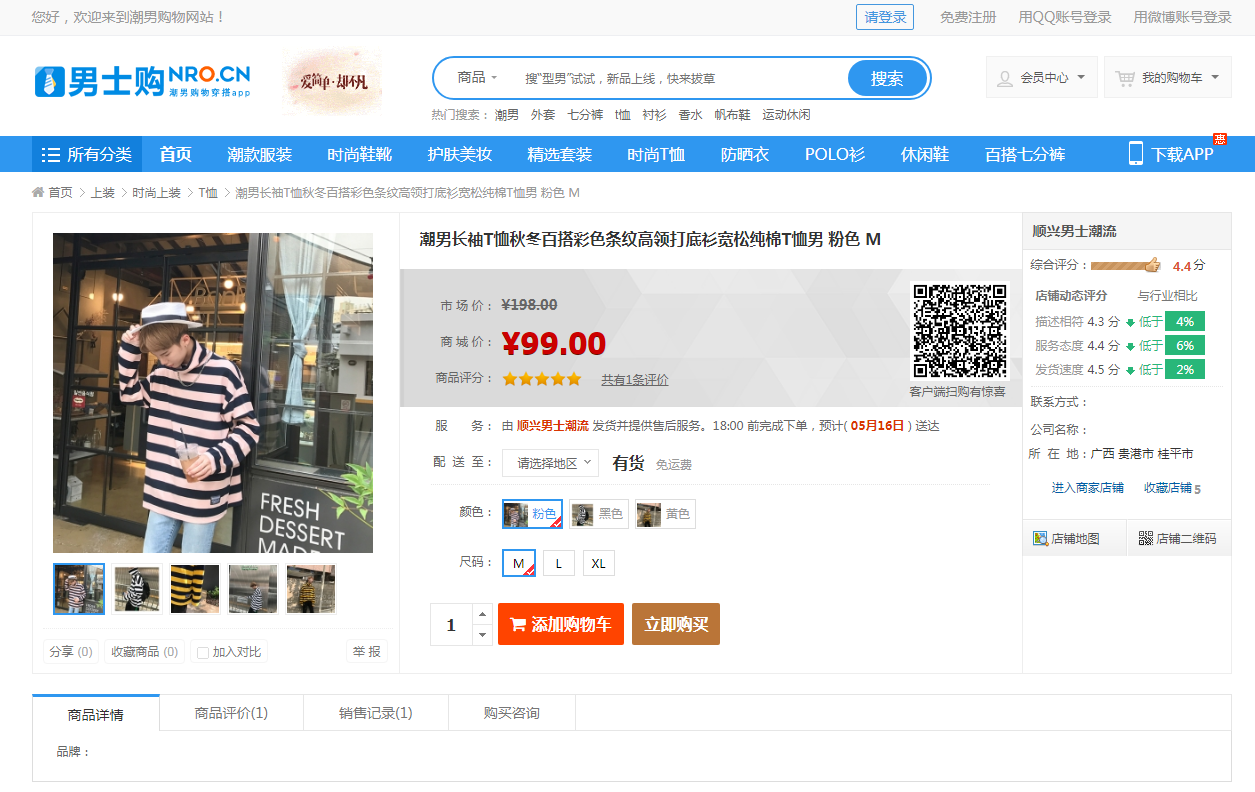 您好，欢迎来到潮男购物网站！
请登录 免费注册 用QQ账号登录 用微博账号登录
男士购 NRO.CN
潮男购物穿搭app
爱简单·却不凡
商品 搜“型男”试试，新品上线，快来拔草 搜索
会员中心 我的购物车
热门搜索： 潮男 外套 七分裤 t恤 衬衫 香水 帆布鞋 运动休闲
所有分类 首页 潮款服装 时尚鞋靴 护肤美妆 精选套装 时尚T恤 防晒衣 POLO衫 休闲鞋 百搭七分裤 下载APP 惠
首页 > 上装 > 时尚上装 > T恤 > 潮男长袖T恤秋冬百搭彩色条纹高领打底衫宽松纯棉T恤男 粉色 M
潮男长袖T恤秋冬百搭彩色条纹高领打底衫宽松纯棉T恤男 粉色 M
市场价： ¥198.00
商城价： ¥99.00
商品评分： 共有1条评价
客户端扫购有惊喜
服 务： 由 顺兴男士潮流 发货并提供售后服务。18:00 前完成下单，预计( 05月16日 ) 送达
配 送 至： 请选择地区 有货 免运费
颜色： 粉色 黑色 黄色
尺码： M L XL
1 添加购物车 立即购买
FRESH
DESSERT
MADE
分享 (0) 收藏商品 (0) 加入对比 举 报
顺兴男士潮流
综合评分： 4.4 分
店铺动态评分 与行业相比
描述相符 4.3 分 低于 4%
服务态度 4.4 分 低于 6%
发货速度 4.5 分 低于 2%
联系方式：
公司名称：
所 在 地：广西 贵港市 桂平市
进入商家店铺 收藏店铺 5
店铺地图 店铺二维码
商品详情 商品评价(1) 销售记录(1) 购买咨询
品牌：